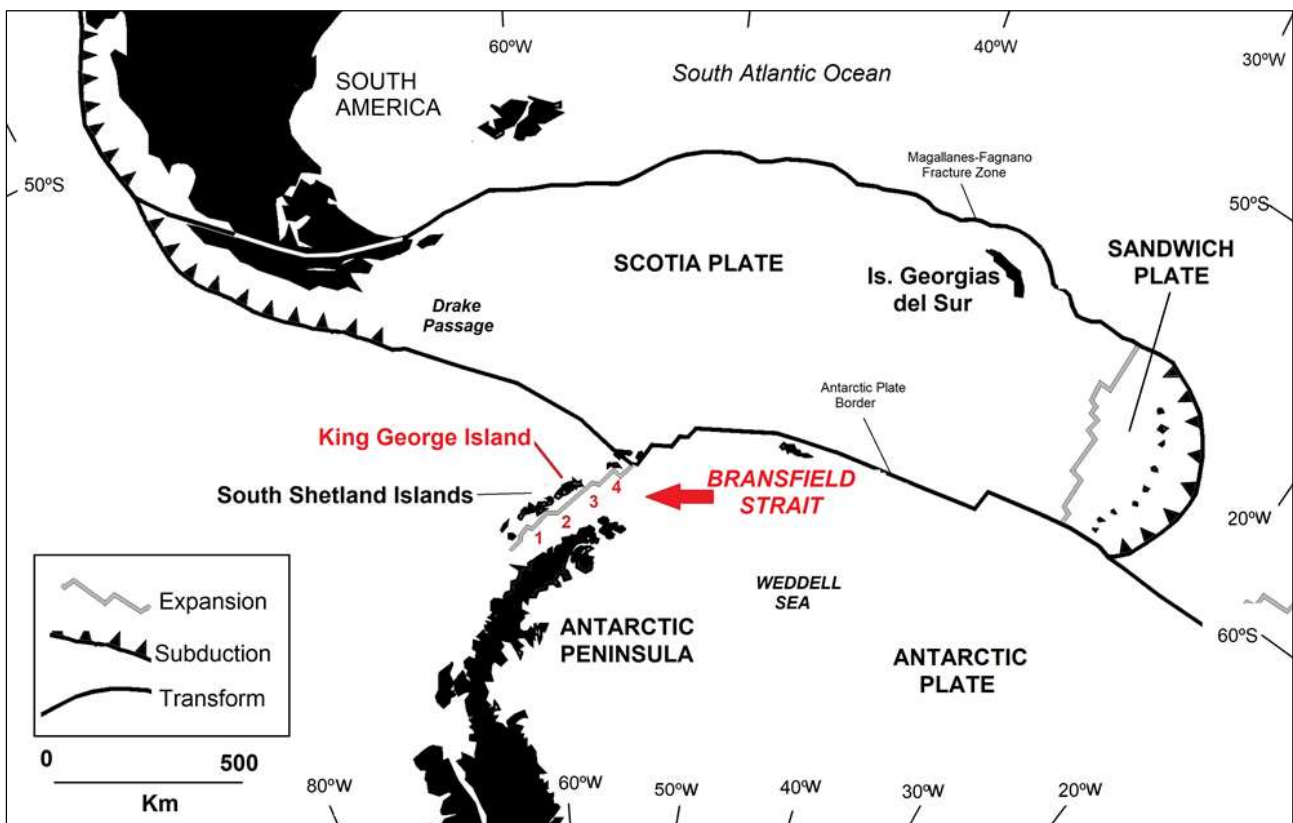 60ºW
40ºW
30ºW
South Atlantic Ocean
SOUTH
AMERICA
Magallanes-Fagnano
Fracture Zone
50ºS
50ºS
SCOTIA PLATE
SANDWICH
PLATE
Is. Georgias
del Sur
Drake
Passage
Antarctic Plate
Border
King George Island
South Shetland Islands
BRANSFIELD
STRAIT
4
3
2
1
20ºW
WEDDELL
SEA
Expansion
Subduction
Transform
ANTARCTIC
PENINSULA
ANTARCTIC
PLATE
60ºS
0
500
Km
80ºW
60ºW
50ºW
40ºW
30ºW
20ºW